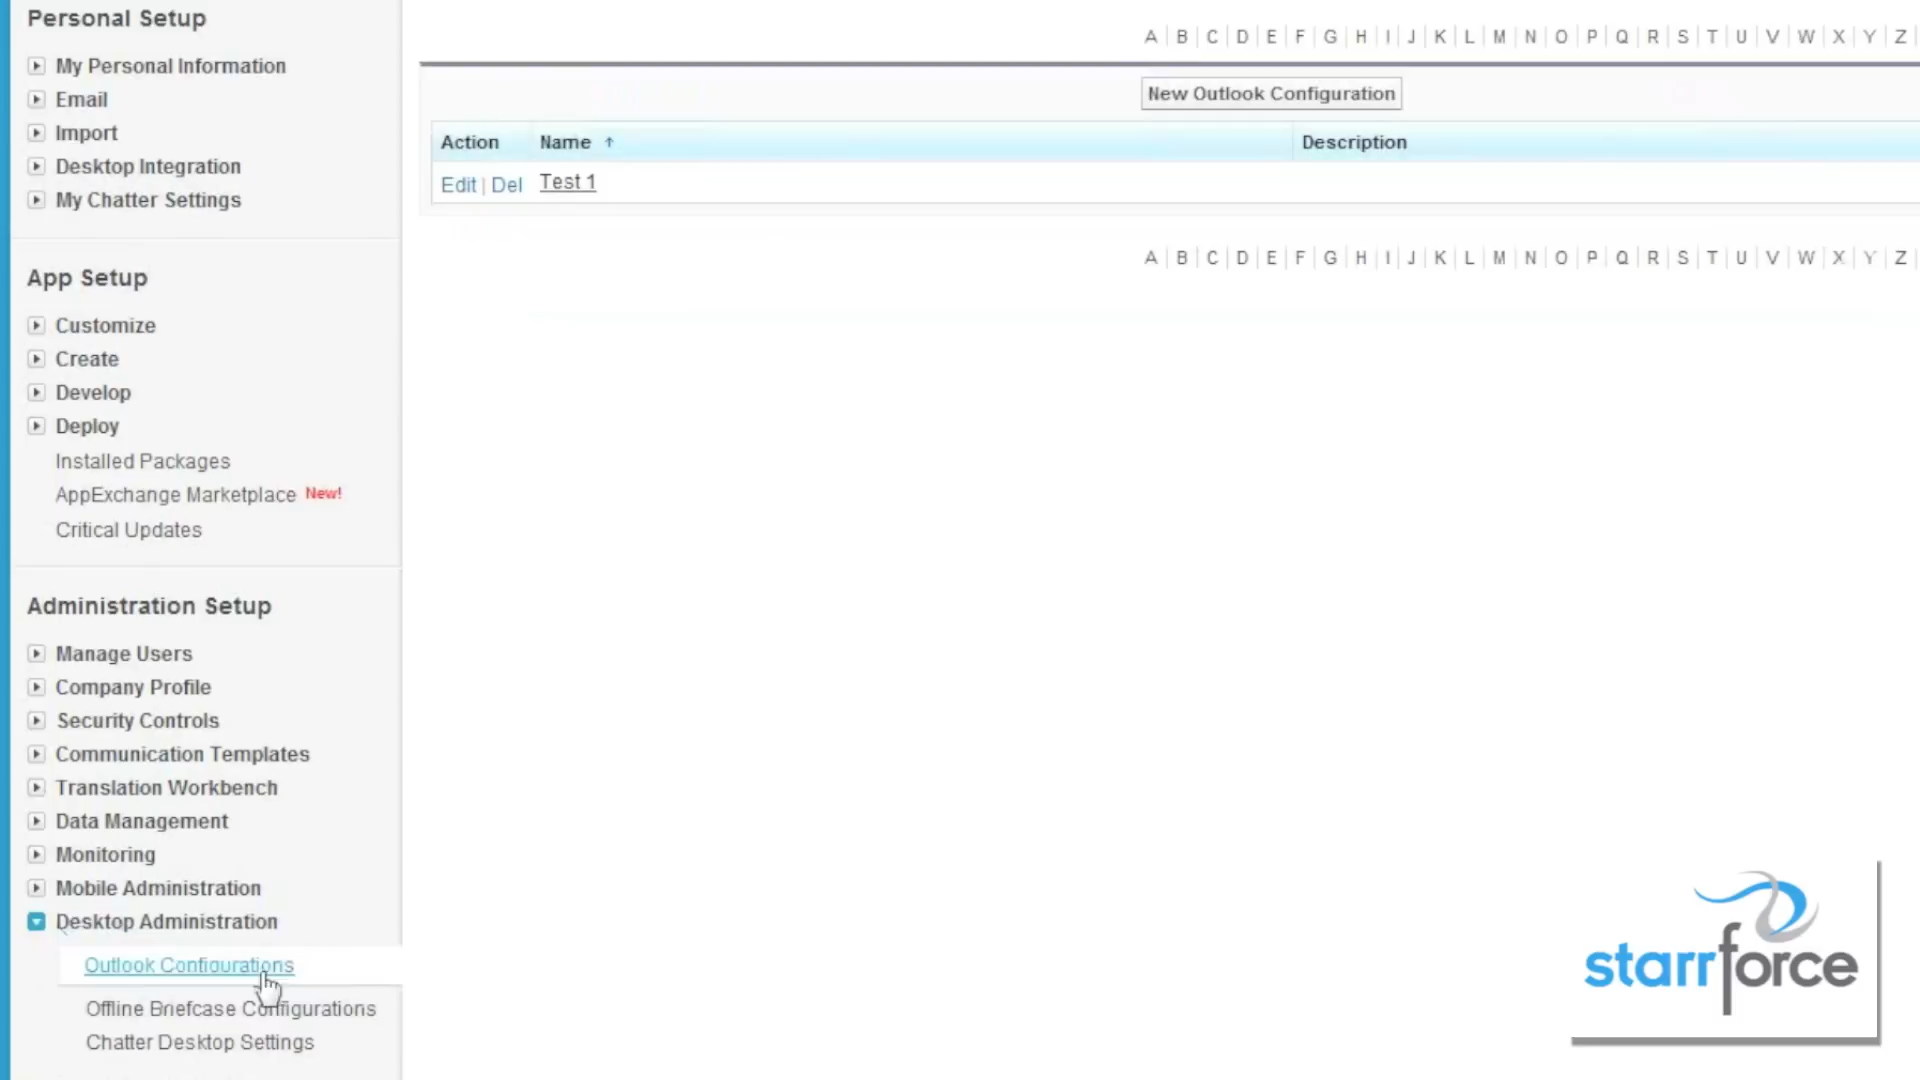 Personal Setup
My Personal Information
Email
Import
Desktop Integration
My Chatter Settings
App Setup
Customize
Create
Develop
Deploy
Installed Packages
AppExchange Marketplace New!
Critical Updates
Administration Setup
Manage Users
Company Profile
Security Controls
Communication Templates
Translation Workbench
Data Management
Monitoring
Mobile Administration
Desktop Administration
Outlook Configurations
Offline Briefcase Configurations
Chatter Desktop Settings
A | B | C | D | E | F | G | H | I | J | K | L | M | N | O | P | Q | R | S | T | U | V | W | X | Y | Z |
New Outlook Configuration
Action Name ↑ Description
Edit | Del Test 1
A | B | C | D | E | F | G | H | I | J | K | L | M | N | O | P | Q | R | S | T | U | V | W | X | Y | Z |
starrforce